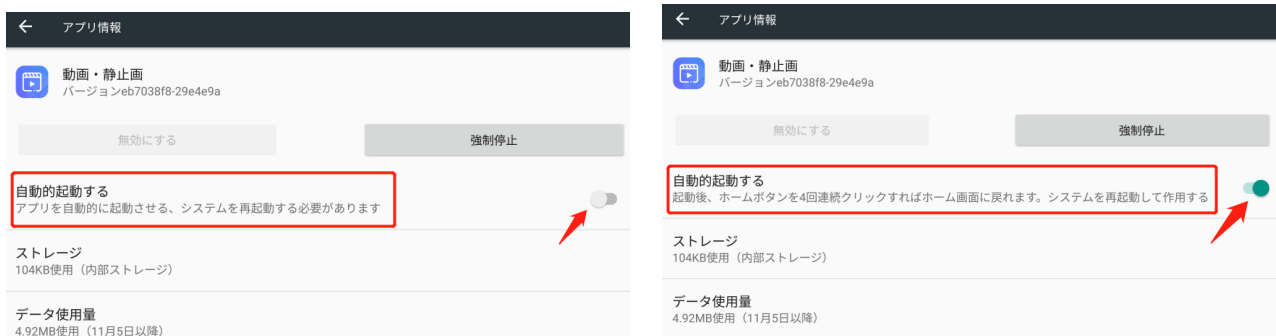 アプリ情報
動画・静止画
バージョンeb7038f8-29e4e9a
無効にする
強制停止
自動的起動する
アプリを自動的に起動させる、システムを再起動する必要があります
ストレージ
104KB使用（内部ストレージ）
データ使用量
4.92MB使用（11月5日以降）
アプリ情報
動画・静止画
バージョンeb7038f8-29e4e9a
無効にする
強制停止
自動的起動する
起動後、ホームボタンを4回連続クリックすればホーム画面に戻れます。システムを再起動して作用する
ストレージ
104KB使用（内部ストレージ）
データ使用量
4.92MB使用（11月5日以降）